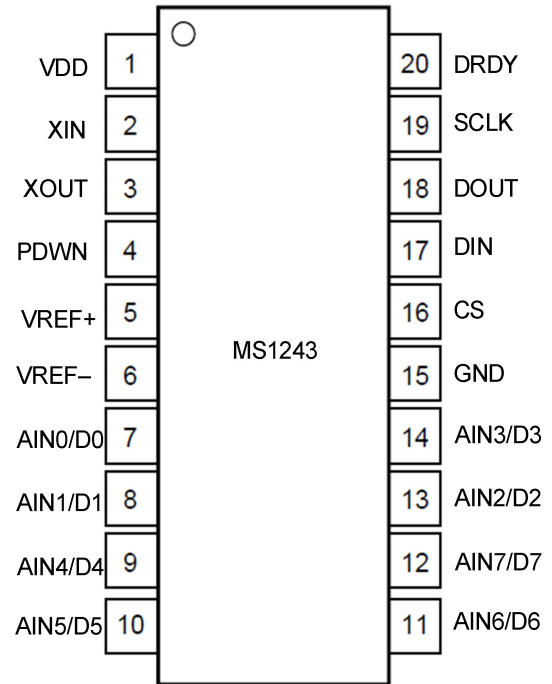 VDD 1 20 DRDY
XIN 2 19 SCLK
XOUT 3 18 DOUT
PDWN 4 17 DIN
VREF+ 5 16 CS
MS1243
VREF– 6 15 GND
AIN0/D0 7 14 AIN3/D3
AIN1/D1 8 13 AIN2/D2
AIN4/D4 9 12 AIN7/D7
AIN5/D5 10 11 AIN6/D6